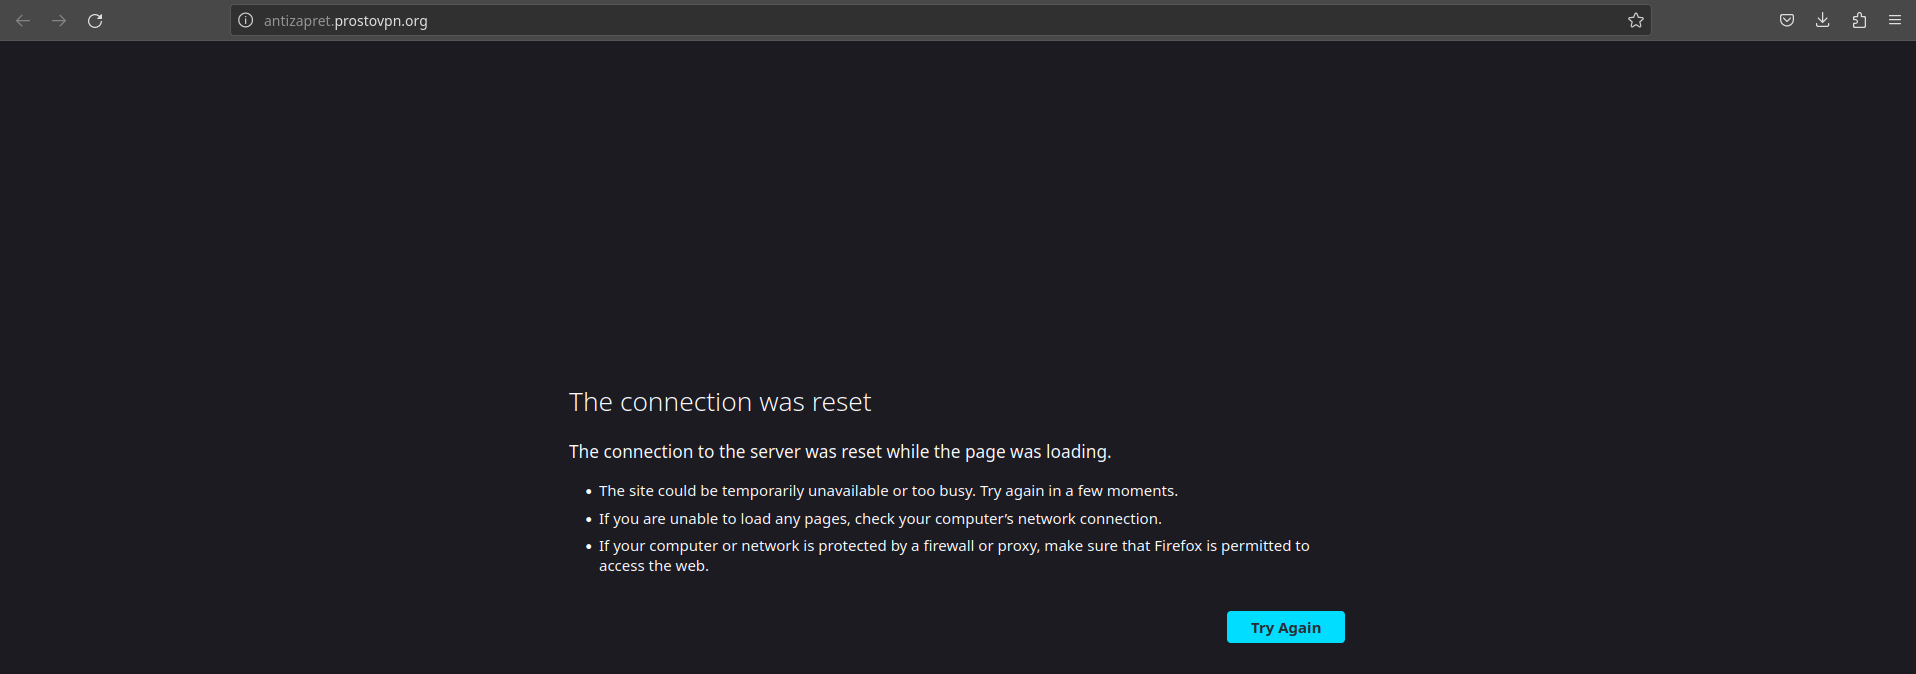 antizapret.prostovpn.org
The connection was reset
The connection to the server was reset while the page was loading.
• The site could be temporarily unavailable or too busy. Try again in a few moments.
• If you are unable to load any pages, check your computer’s network connection.
• If your computer or network is protected by a firewall or proxy, make sure that Firefox is permitted to
access the web.
Try Again